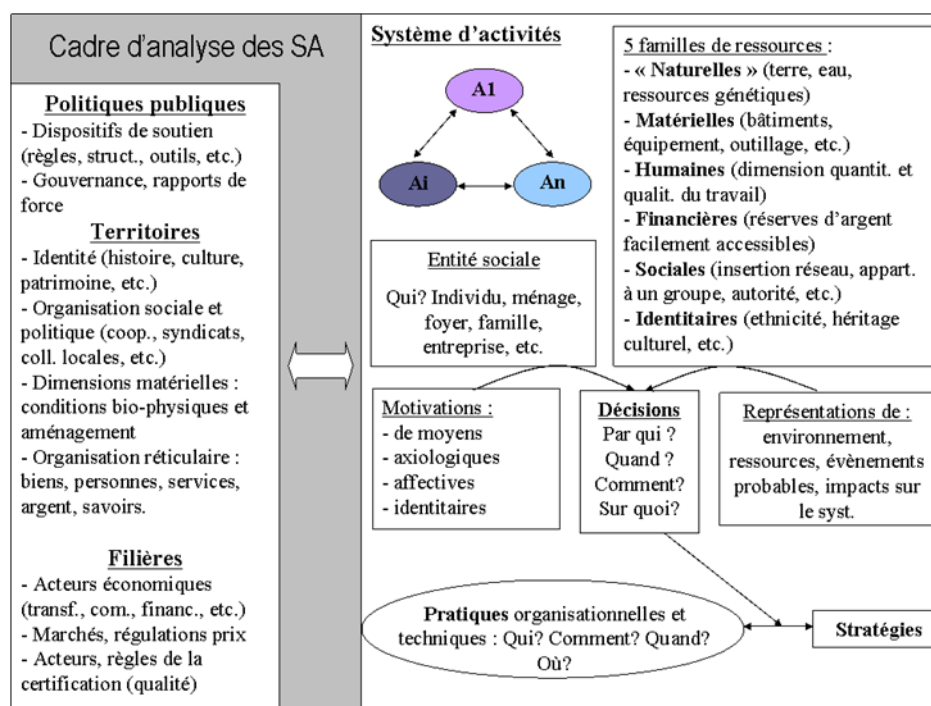 Cadre d'analyse des SA
Politiques publiques
- Dispositifs de soutien
(règles, struct., outils, etc.)
- Gouvernance, rapports de
force
Territoires
- Identité (histoire, culture,
patrimoine, etc.)
- Organisation sociale et
politique (coop., syndicats,
coll. locales, etc.)
- Dimensions matérielles :
conditions bio-physiques et
aménagement
- Organisation réticulaire :
biens, personnes, services,
argent, savoirs.
Filières
- Acteurs économiques
(transf., com., financ., etc.)
- Marchés, régulations prix
- Acteurs, règles de la
certification (qualité)
Système d'activités
A1
Ai
An
5 familles de ressources :
- « Naturelles » (terre, eau,
ressources génétiques)
- Matérielles (bâtiments,
équipement, outillage, etc.)
- Humaines (dimension quantit. et
qualit. du travail)
- Financières (réserves d'argent
facilement accessibles)
- Sociales (insertion réseau, appart.
à un groupe, autorité, etc.)
- Identitaires (ethnicité, héritage
culturel, etc.)
Entité sociale
Qui? Individu, ménage,
foyer, famille,
entreprise, etc.
Motivations :
- de moyens
- axiologiques
- affectives
- identitaires
Décisions
Par qui ?
Quand ?
Comment?
Sur quoi?
Représentations de :
environnement,
ressources, évènements
probables, impacts sur
le syst.
Pratiques organisationnelles et
techniques : Qui? Comment? Quand?
Où?
Stratégies